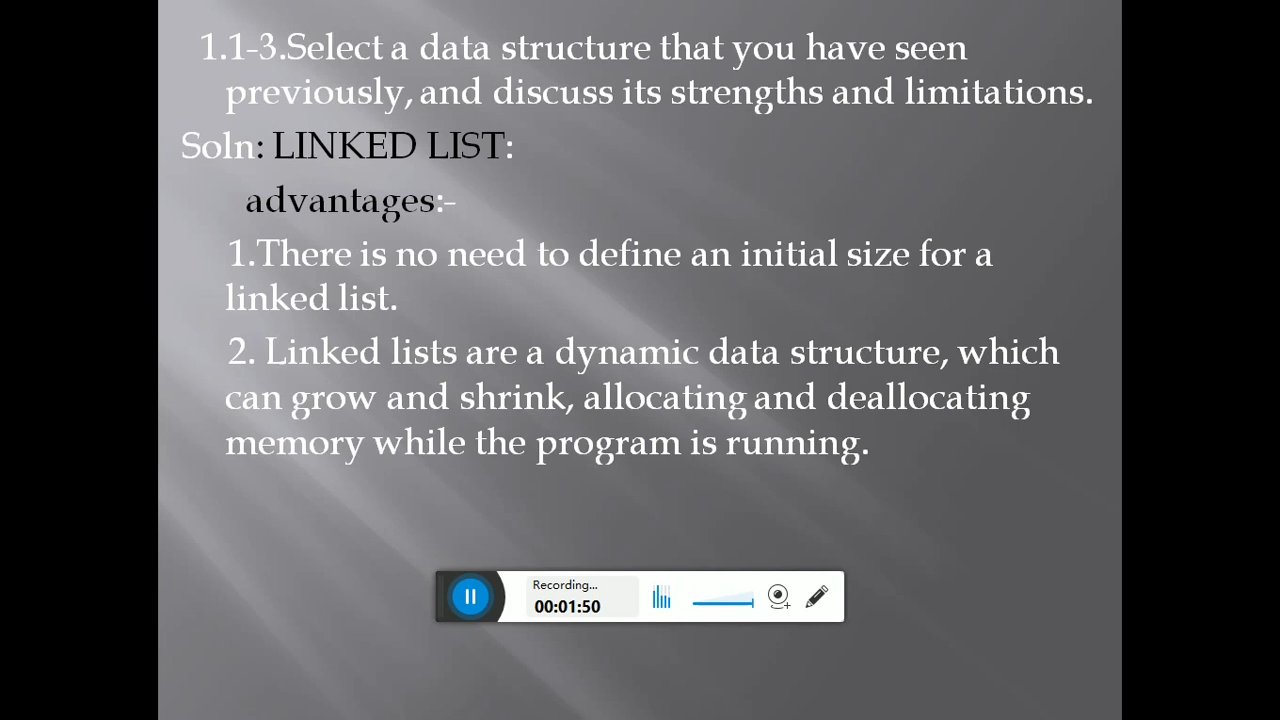 1.1-3.Select a data structure that you have seen
previously, and discuss its strengths and limitations.
Soln: LINKED LIST:
advantages:-
1.There is no need to define an initial size for a
linked list.
2. Linked lists are a dynamic data structure, which
can grow and shrink, allocating and deallocating
memory while the program is running.
Recording...
00:01:50